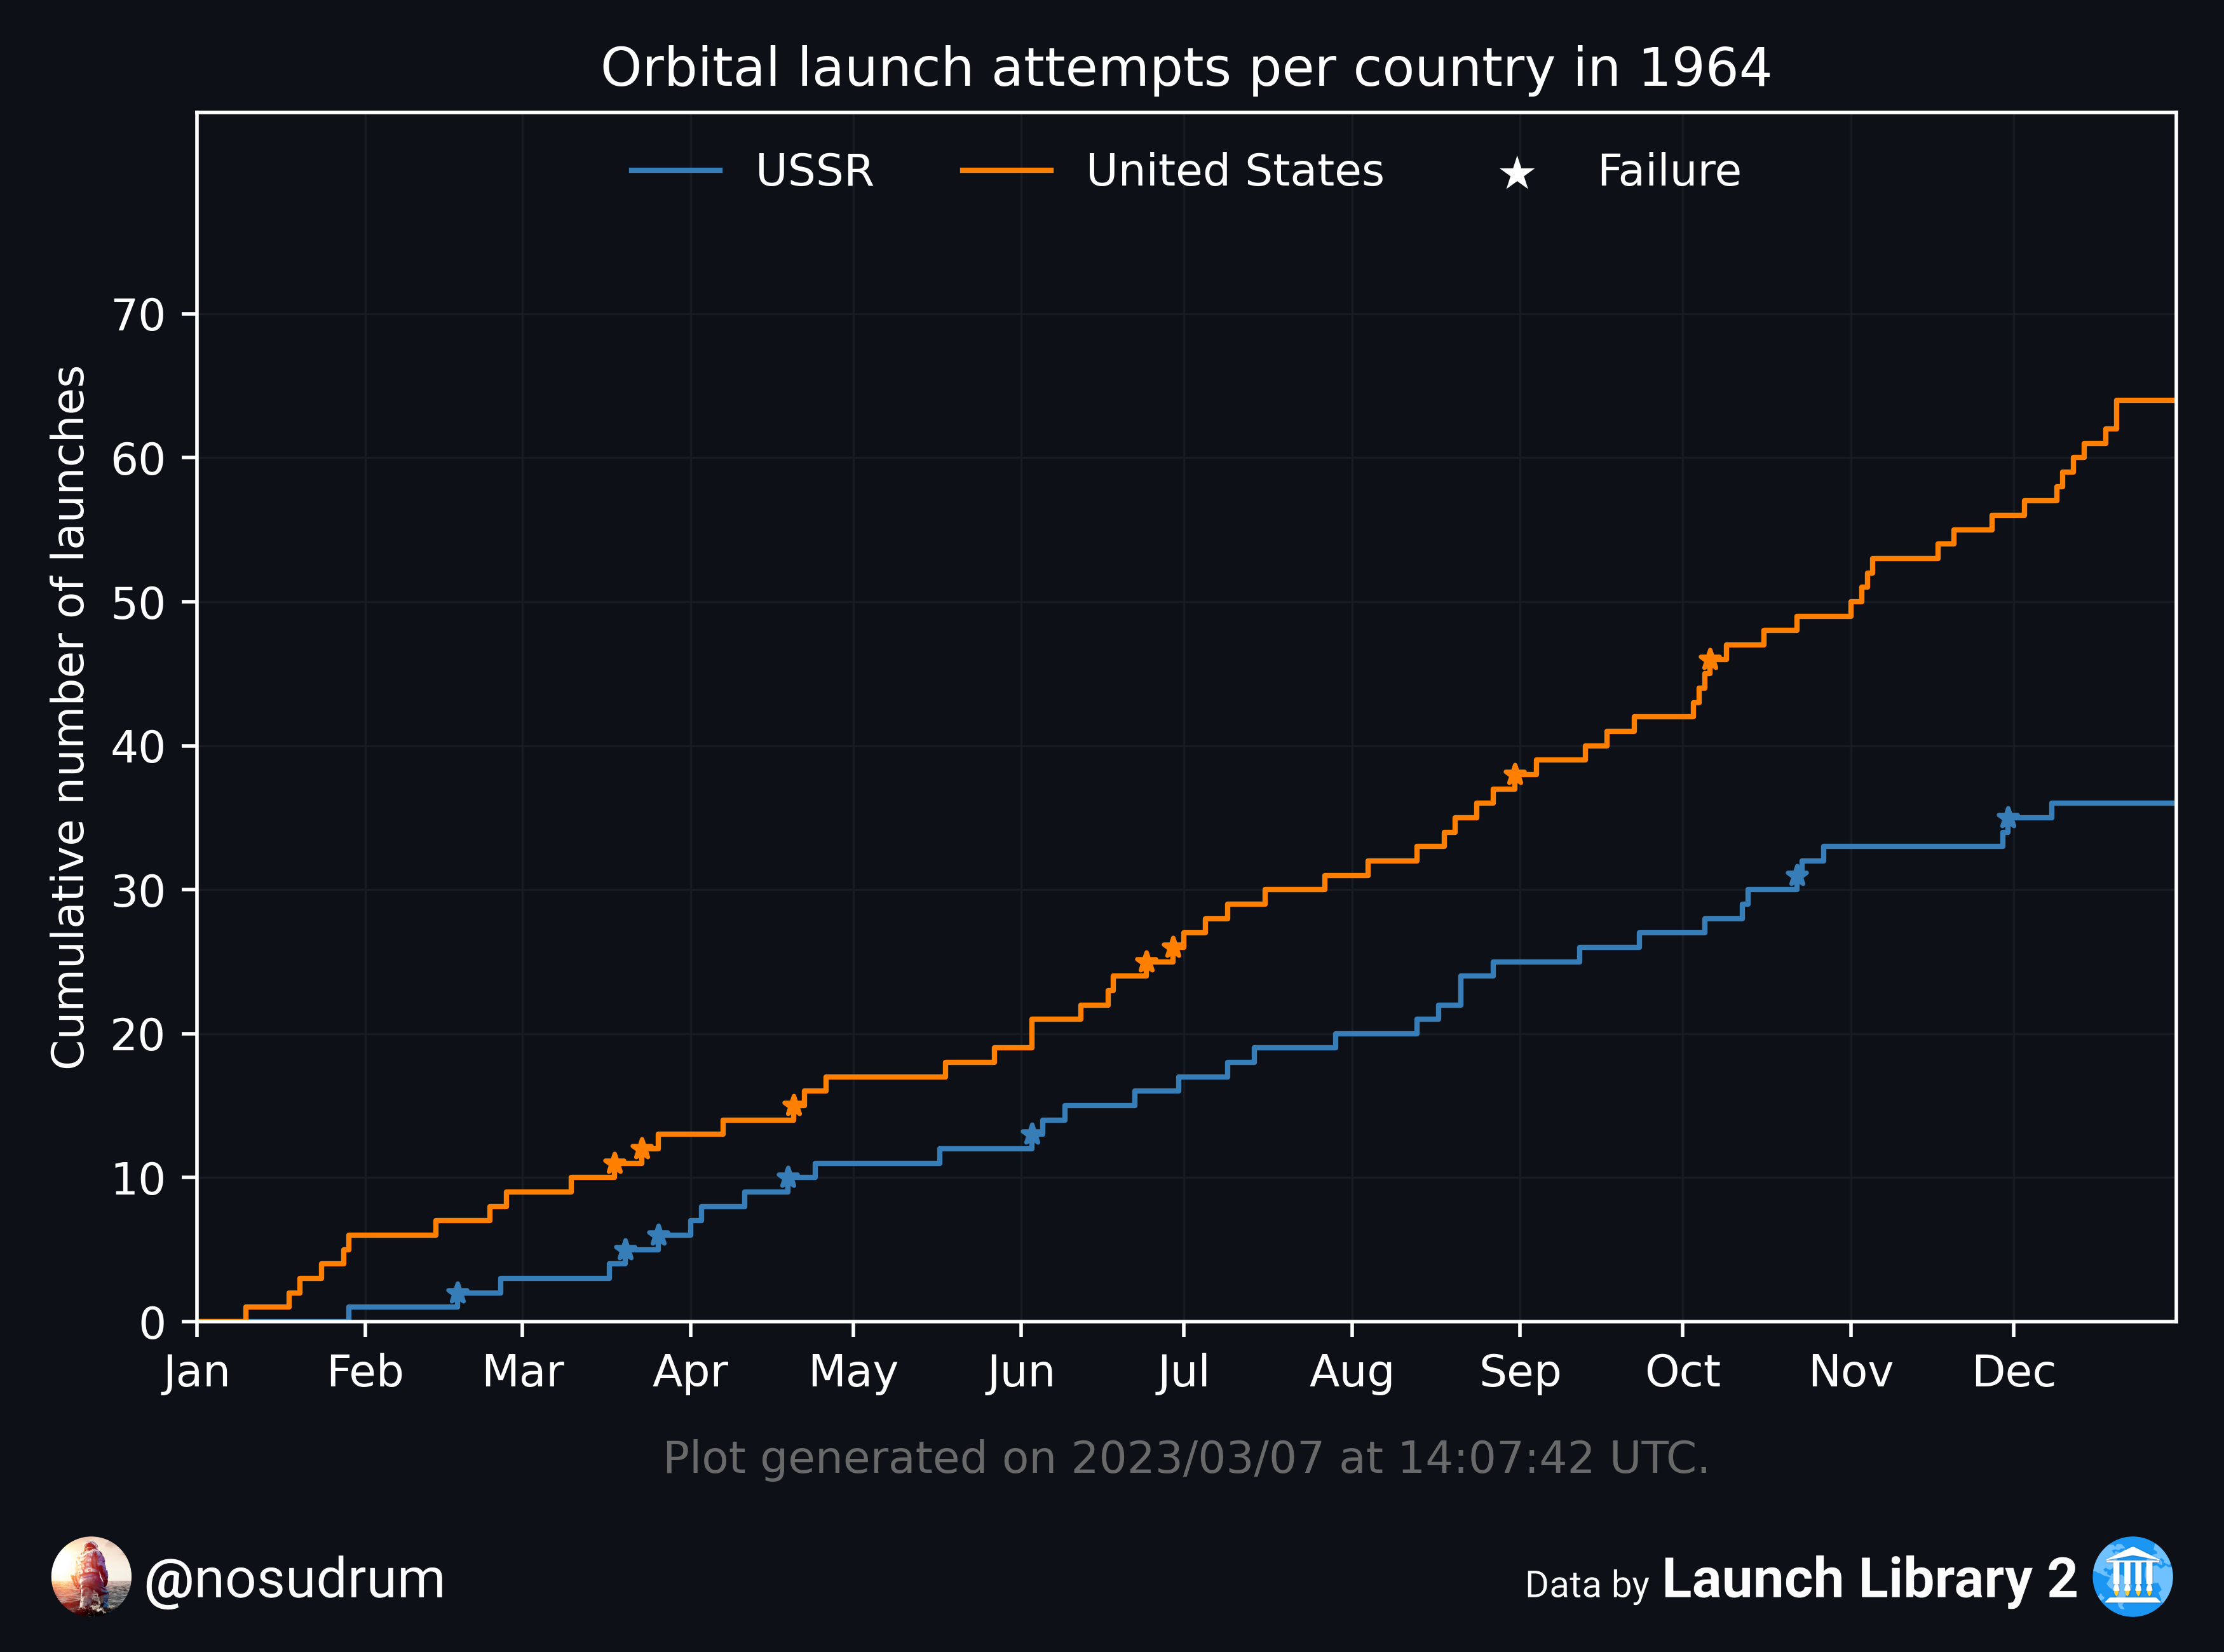 Orbital launch attempts per country in 1964
USSR United States Failure
Cumulative number of launches
70
60
50
40
30
20
10
0
Jan Feb Mar Apr May Jun Jul Aug Sep Oct Nov Dec
Plot generated on 2023/03/07 at 14:07:42 UTC.
@nosudrum
Data by Launch Library 2